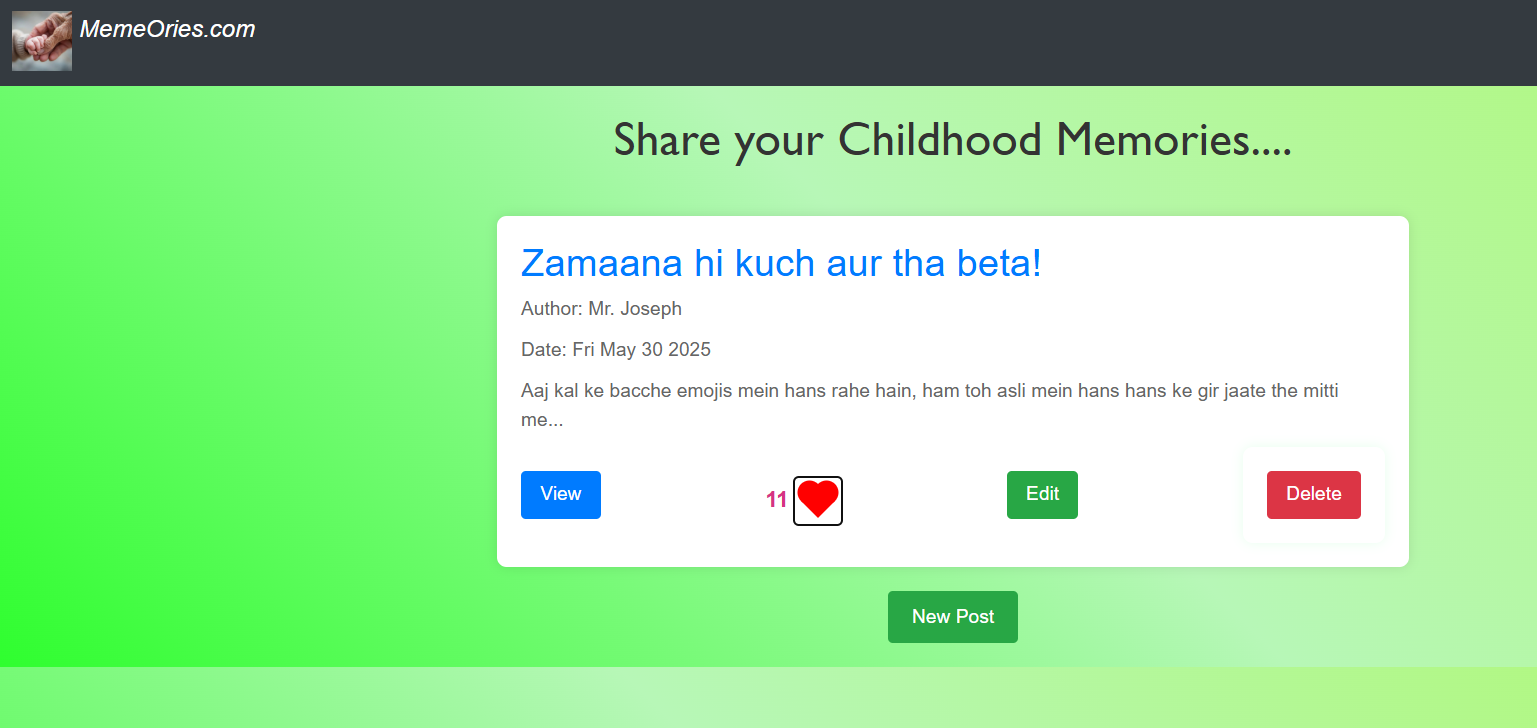 MemeOries.com
Share your Childhood Memories....
Zamaana hi kuch aur tha beta!
Author: Mr. Joseph
Date: Fri May 30 2025
Aaj kal ke bacche emojis mein hans rahe hain, ham toh asli mein hans hans ke gir jaate the mitti
me...
View 11 Edit Delete
New Post